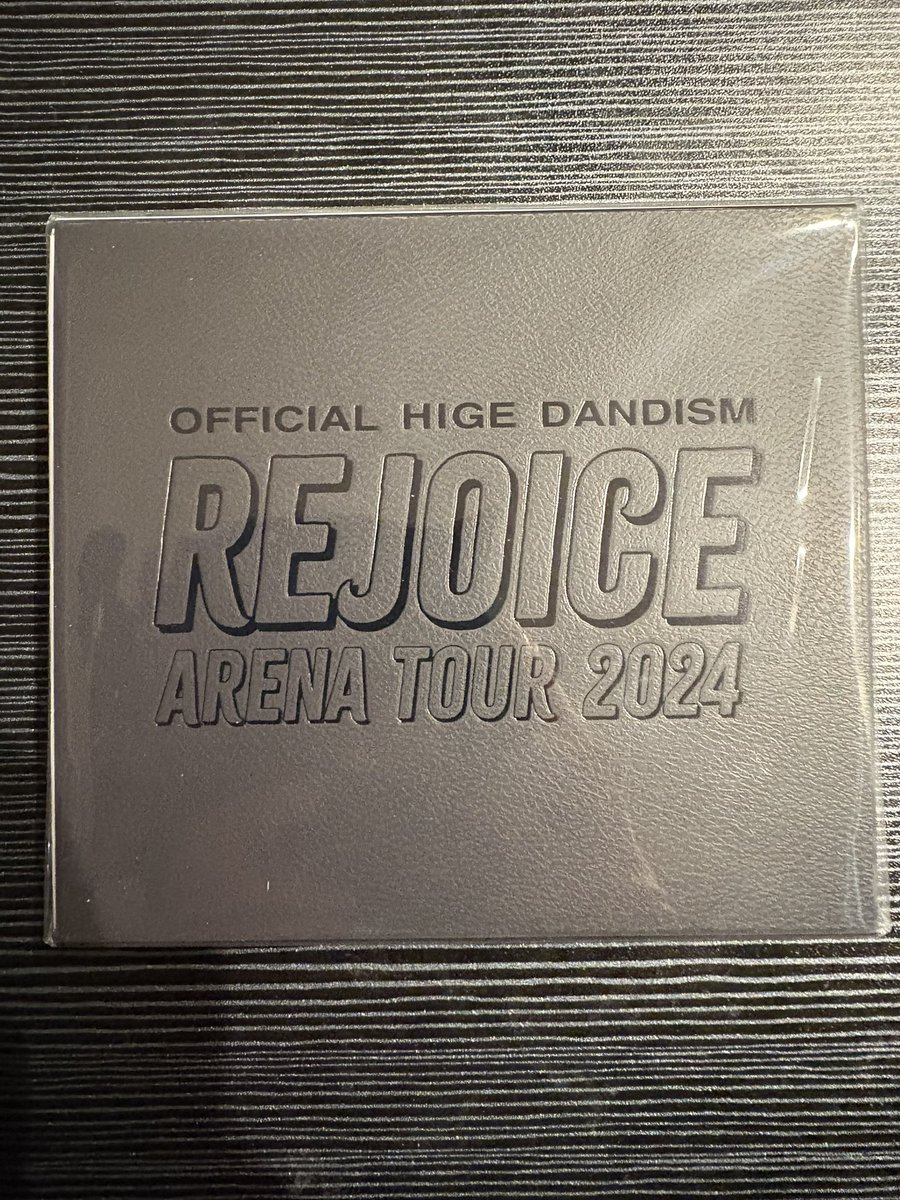 OFFICIAL HIGE DANDISM
REJOICE
ARENA TOUR 2024